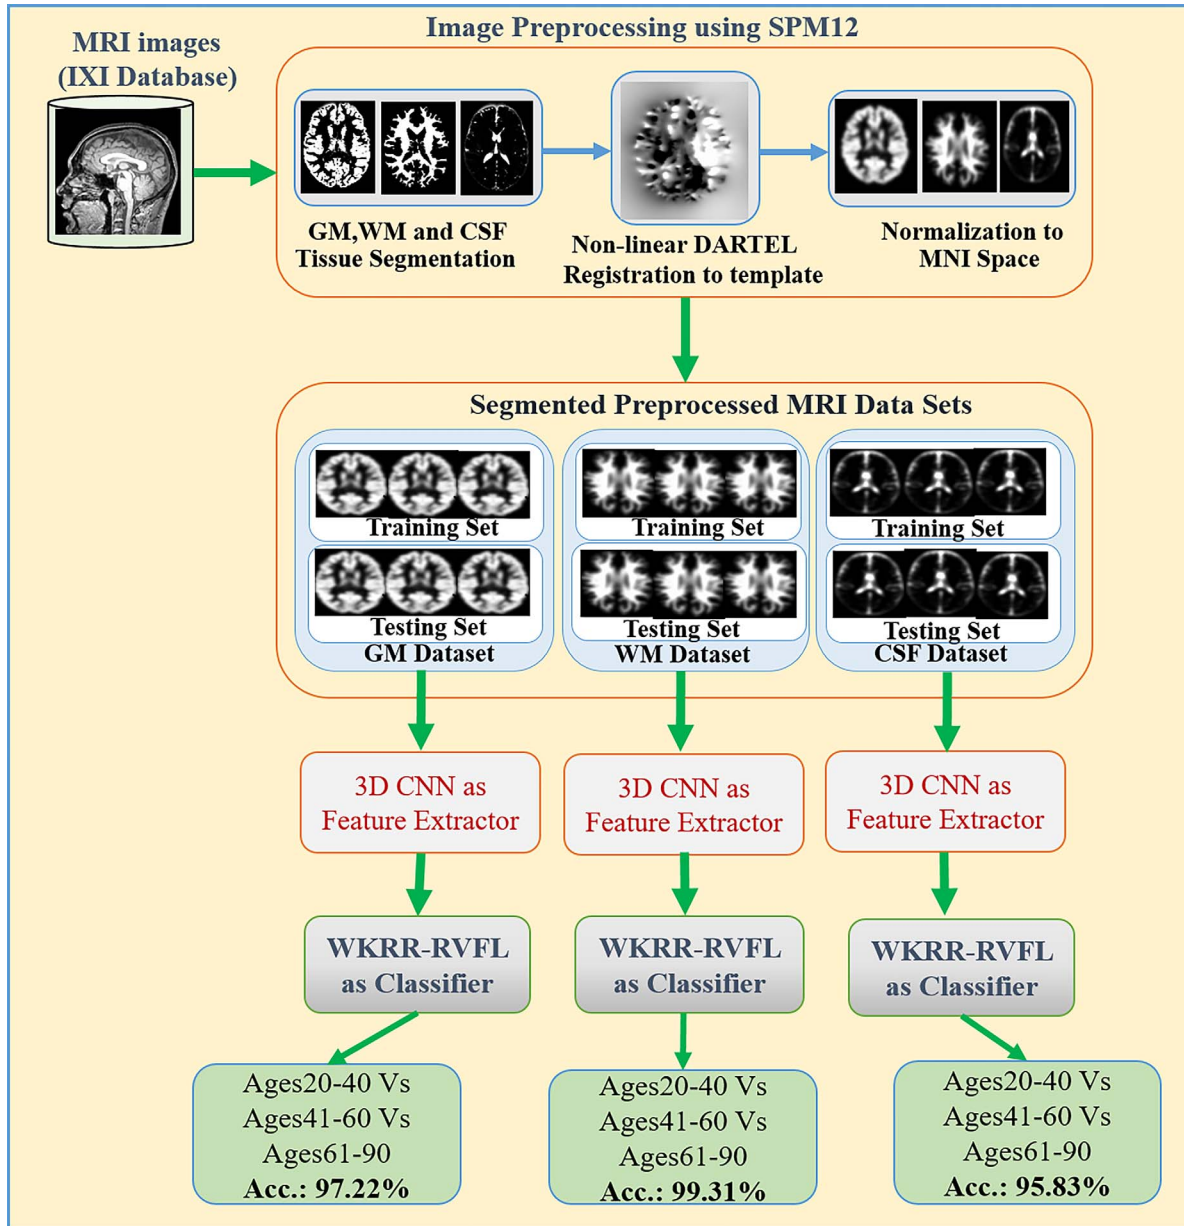 Image Preprocessing using SPM12
MRI images
(IXI Database)
GM,WM and CSF
Tissue Segmentation
Non-linear DARTEL
Registration to template
Normalization to
MNI Space
Segmented Preprocessed MRI Data Sets
Training Set
Testing Set
GM Dataset
Training Set
Testing Set
WM Dataset
Training Set
Testing Set
CSF Dataset
3D CNN as
Feature Extractor
3D CNN as
Feature Extractor
3D CNN as
Feature Extractor
WKRR-RVFL
as Classifier
WKRR-RVFL
as Classifier
WKRR-RVFL
as Classifier
Ages20-40 Vs
Ages41-60 Vs
Ages61-90
Acc.: 97.22%
Ages20-40 Vs
Ages41-60 Vs
Ages61-90
Acc.: 99.31%
Ages20-40 Vs
Ages41-60 Vs
Ages61-90
Acc.: 95.83%